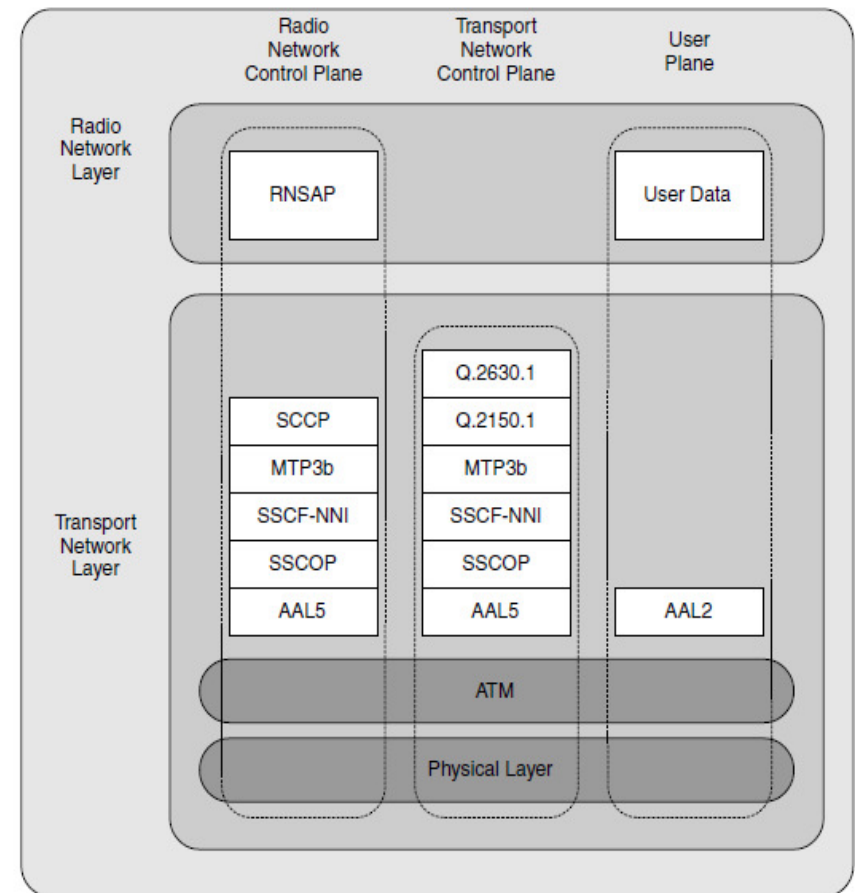 Radio
Network
Control Plane
Transport
Network
Control Plane
User
Plane
Radio
Network
Layer
RNSAP
User Data
Transport
Network
Layer
SCCP
MTP3b
SSCF-NNI
SSCOP
AAL5
Q.2630.1
Q.2150.1
MTP3b
SSCF-NNI
SSCOP
AAL5
AAL2
ATM
Physical Layer